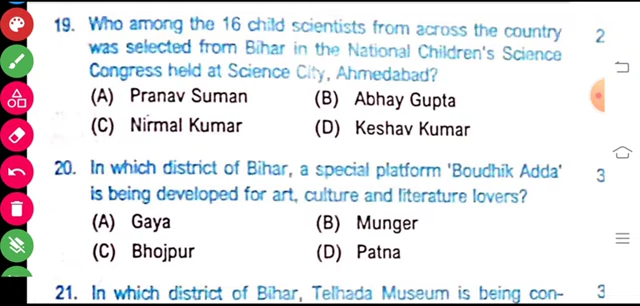 19. Who among the 16 child scientists from across the country
was selected from Bihar in the National Children's Science
Congress held at Science City, Ahmedabad?
(A) Pranav Suman (B) Abhay Gupta
(C) Nirmal Kumar (D) Keshav Kumar
20. In which district of Bihar, a special platform 'Boudhik Adda'
is being developed for art, culture and literature lovers?
(A) Gaya (B) Munger
(C) Bhojpur (D) Patna
21. In which district of Bihar, Telhada Museum is being con-
2
3
3